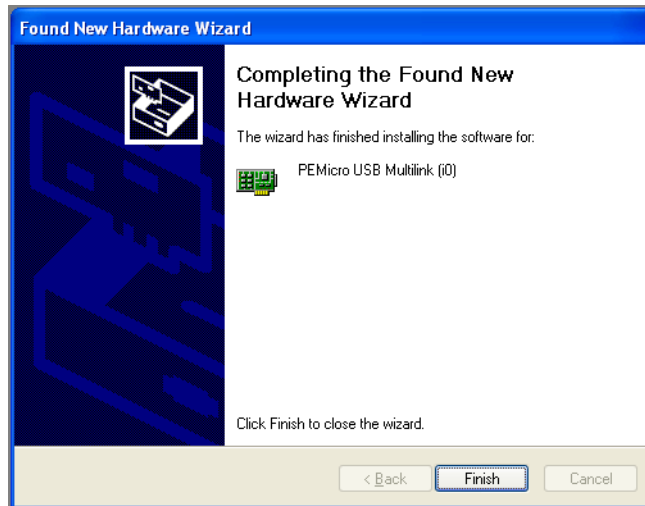 Found New Hardware Wizard
Completing the Found New
Hardware Wizard
The wizard has finished installing the software for:
PEMicro USB Multilink (i0)
Click Finish to close the wizard.
< Back Finish Cancel